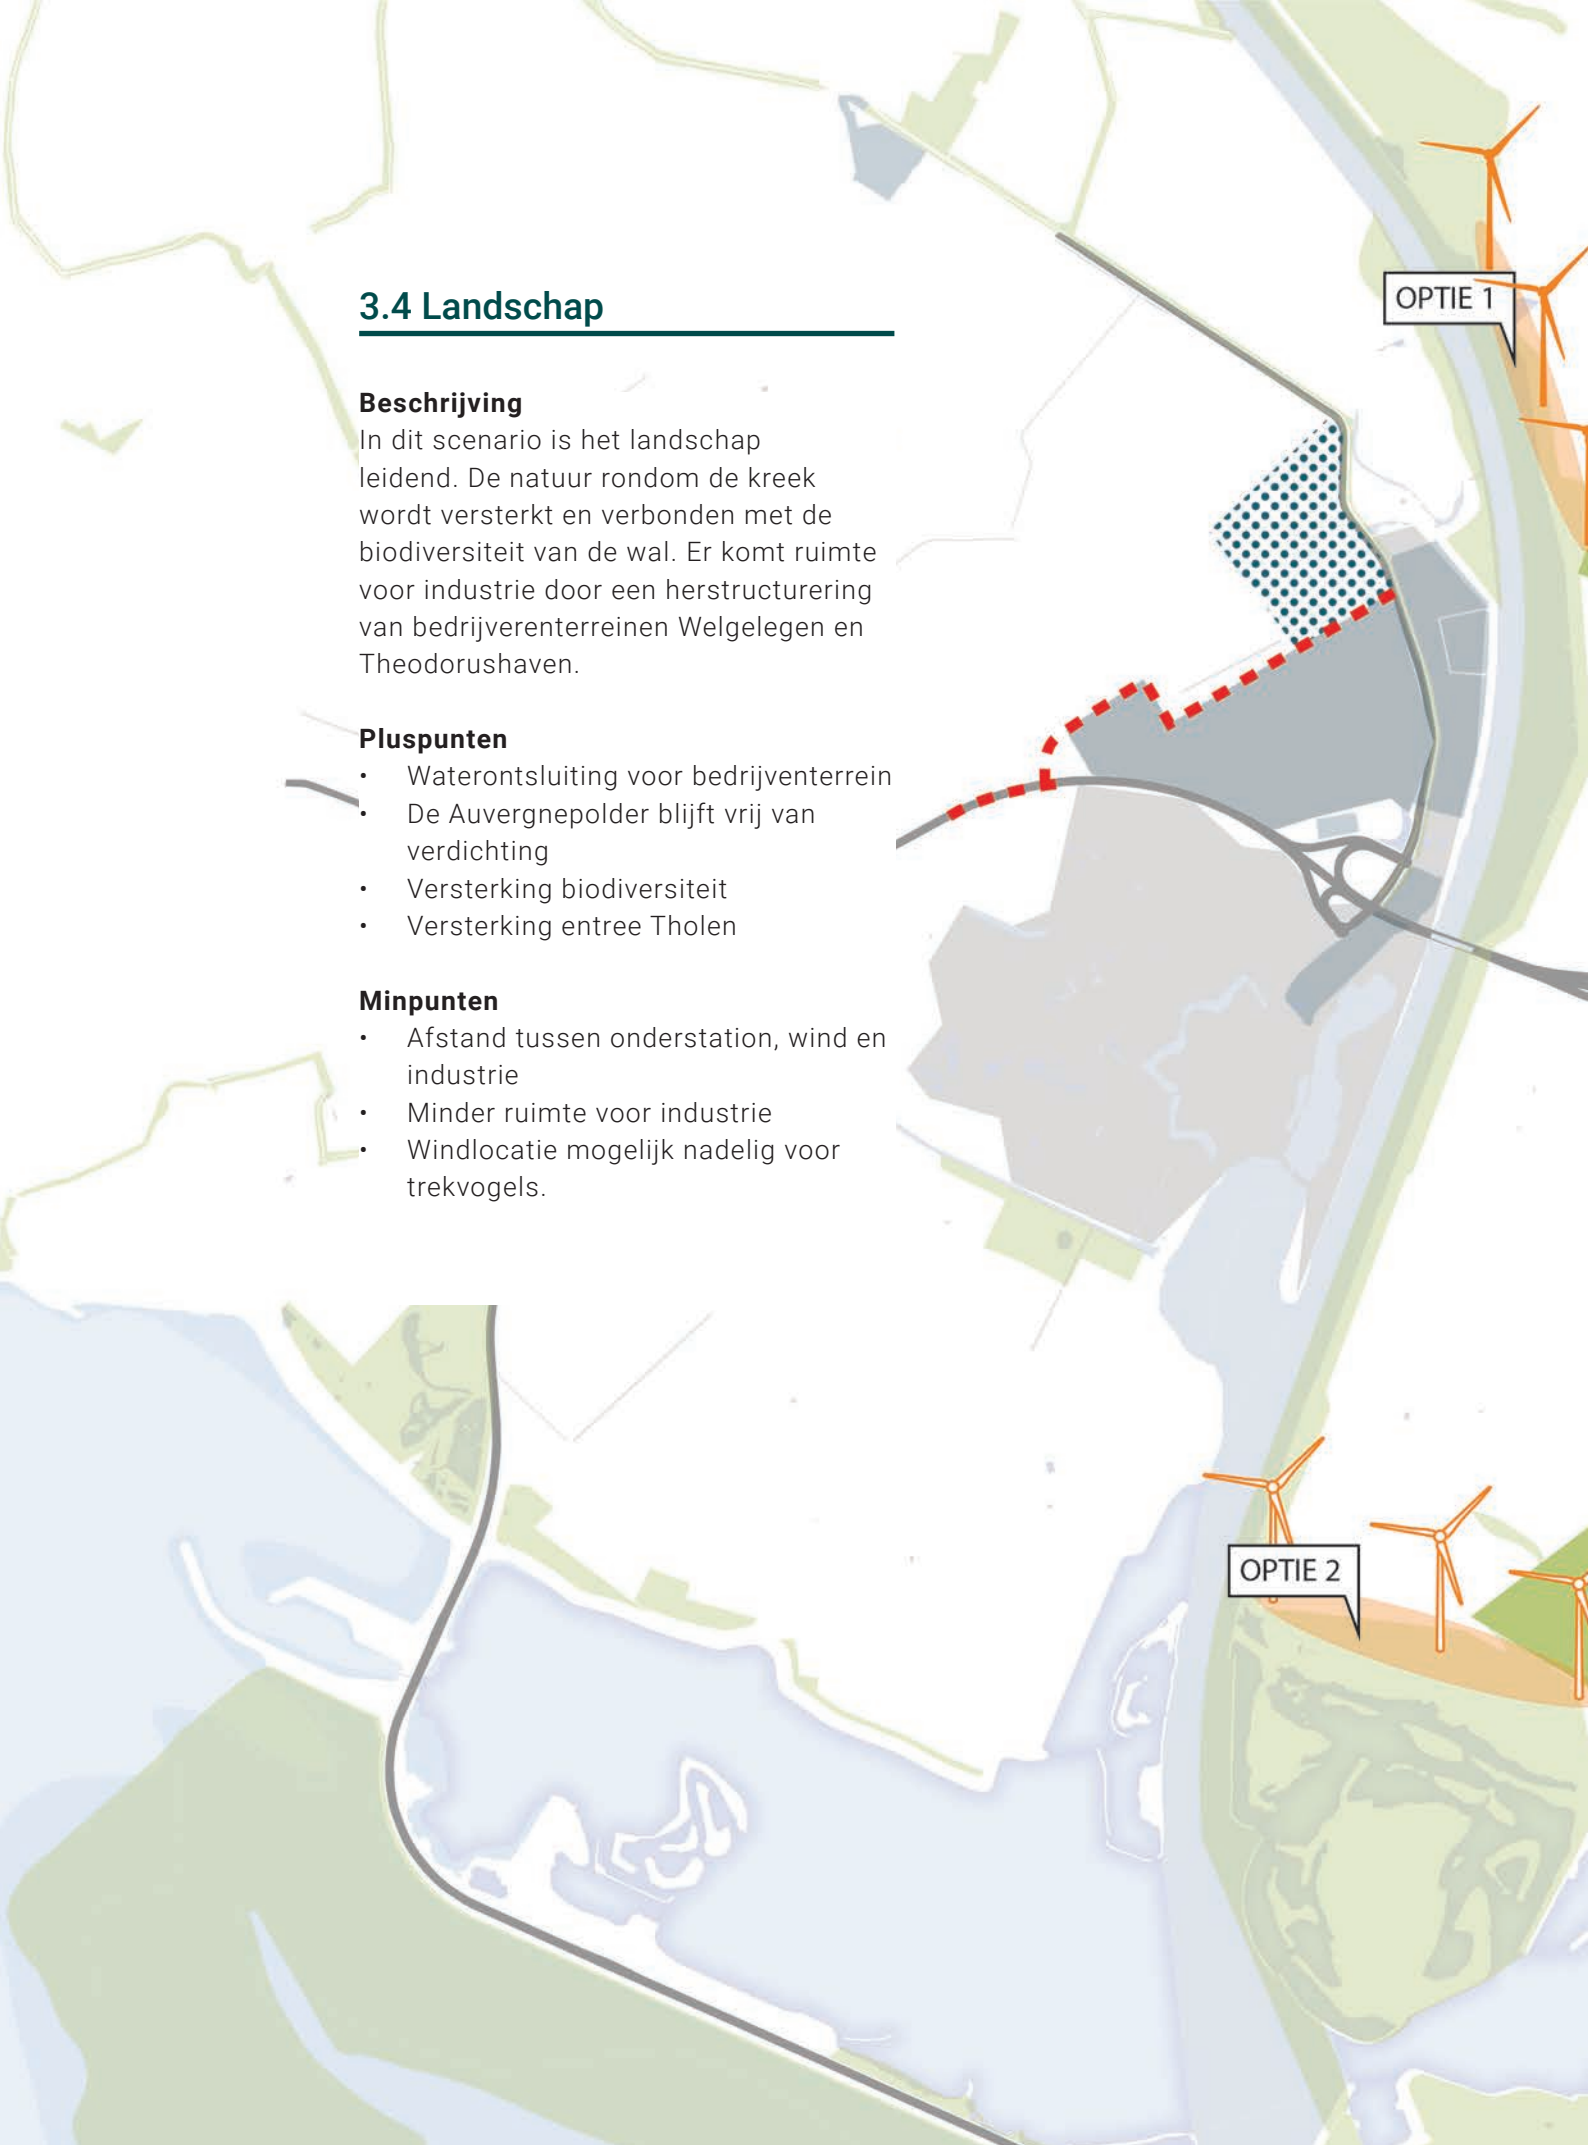 3.4 Landschap
Beschrijving
In dit scenario is het landschap
leidend. De natuur rondom de kreek
wordt versterkt en verbonden met de
biodiversiteit van de wal. Er komt ruimte
voor industrie door een herstructurering
van bedrijverenterreinen Welgelegen en
Theodorushaven.
Pluspunten
• Waterontsluiting voor bedrijventerrein
• De Auvergnepolder blijft vrij van
verdichting
• Versterking biodiversiteit
• Versterking entree Tholen
Minpunten
• Afstand tussen onderstation, wind en
industrie
• Minder ruimte voor industrie
• Windlocatie mogelijk nadelig voor
trekvogels.
OPTIE 1
OPTIE 2